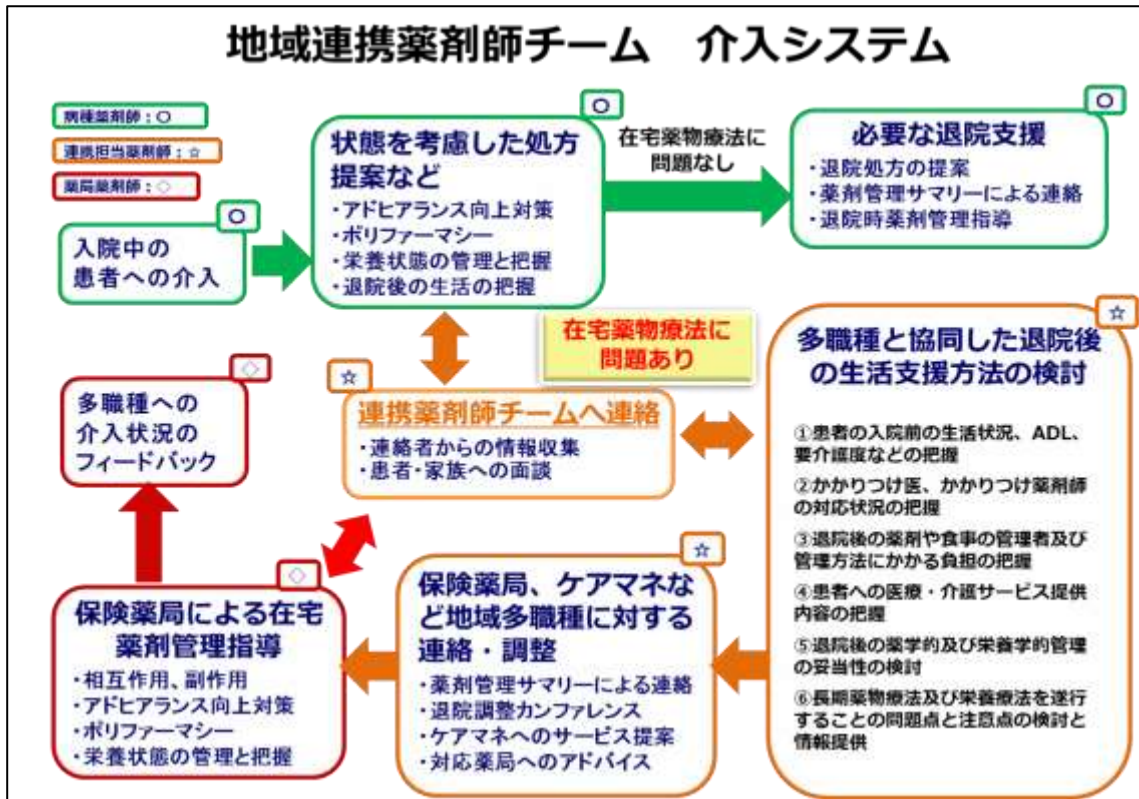 地域連携薬剤師チーム　介入システム
病棟薬剤師：○
連携担当薬剤師：☆
薬局薬剤師：◇
○
入院中の
患者への介入
○
状態を考慮した処方
提案など
・アドヒアランス向上対策
・ポリファーマシー
・栄養状態の管理と把握
・退院後の生活の把握
在宅薬物療法に
問題なし
○
必要な退院支援
・退院処方の提案
・薬剤管理サマリーによる連絡
・退院時薬剤管理指導
在宅薬物療法に
問題あり
☆
連携薬剤師チームへ連絡
・連絡者からの情報収集
・患者・家族への面談
☆
多職種と協同した退院後
の生活支援方法の検討
①患者の入院前の生活状況、ADL、
要介護度などの把握
②かかりつけ医、かかりつけ薬剤師
の対応状況の把握
③退院後の薬剤や食事の管理者及び
管理方法にかかる負担の把握
④患者への医療・介護サービス提供
内容の把握
⑤退院後の薬学的及び栄養学的管理
の妥当性の検討
⑥長期薬物療法及び栄養療法を遂行
することの問題点と注意点の検討と
情報提供
☆
保険薬局、ケアマネな
ど地域多職種に対する
連絡・調整
・薬剤管理サマリーによる連絡
・退院調整カンファレンス
・ケアマネへのサービス提案
・対応薬局へのアドバイス
◇
保険薬局による在宅
薬剤管理指導
・相互作用、副作用
・アドヒアランス向上対策
・ポリファーマシー
・栄養状態の管理と把握
◇
多職種への
介入状況の
フィードバック